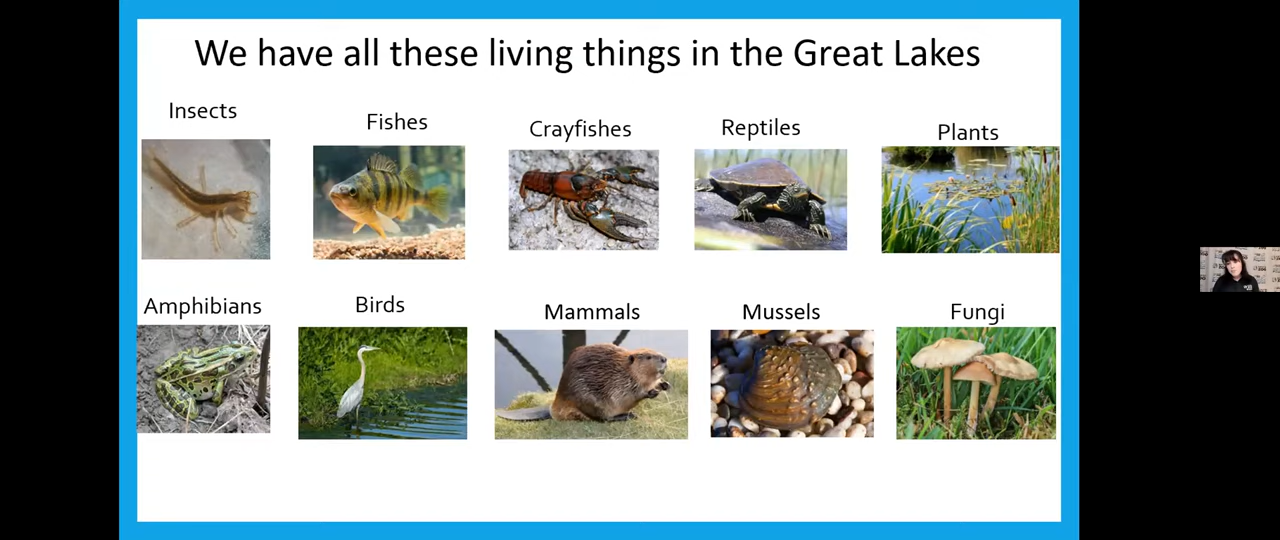 We have all these living things in the Great Lakes
Insects
Fishes
Crayfishes
Reptiles
Plants
Amphibians
Birds
Mammals
Mussels
Fungi